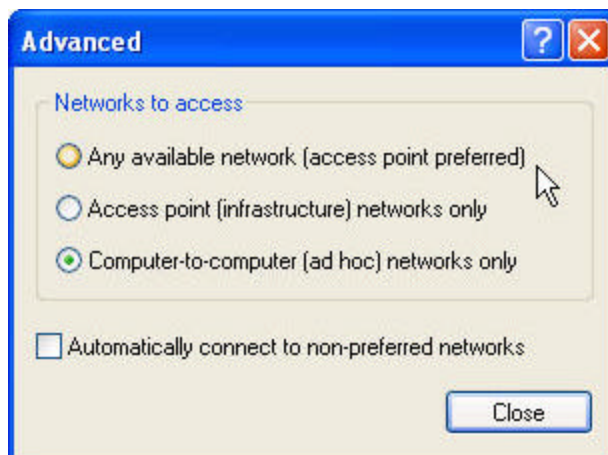 Advanced
?
Networks to access
Any available network (access point preferred)
Access point (infrastructure) networks only
Computer-to-computer (ad hoc) networks only
Automatically connect to non-preferred networks
Close